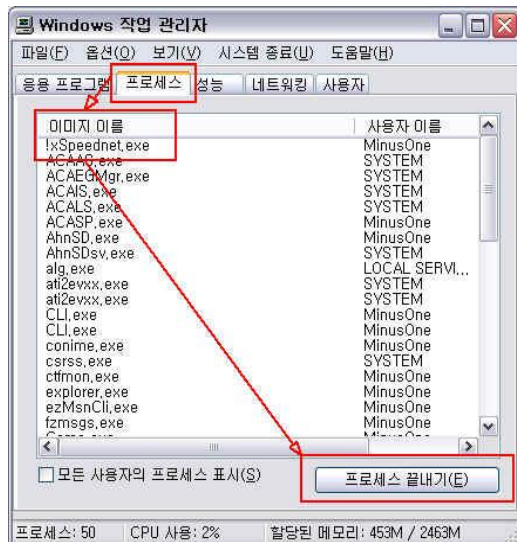 Windows 작업 관리자
파일(F) 옵션(O) 보기(V) 시스템 종료(U) 도움말(H)
응용 프로그램 프로세스 성능 네트워킹 사용자
이미지 이름 사용자 이름
!xSpeednet.exe MinusOne
ACAAS.exe SYSTEM
ACAEGMgr.exe SYSTEM
ACAIS.exe SYSTEM
ACALS.exe SYSTEM
ACASP.exe MinusOne
AhnSD.exe MinusOne
AhnSDsv.exe SYSTEM
alg.exe LOCAL SERVI...
ati2evxx.exe SYSTEM
ati2evxx.exe SYSTEM
CLI.exe MinusOne
CLI.exe MinusOne
conime.exe MinusOne
csrss.exe SYSTEM
ctfmon.exe MinusOne
explorer.exe MinusOne
ezMsnCli.exe MinusOne
fzmsgs.exe MinusOne
모든 사용자의 프로세스 표시(S) 프로세스 끝내기(E)
프로세스: 50 CPU 사용: 2% 할당된 메모리: 453M / 2463M